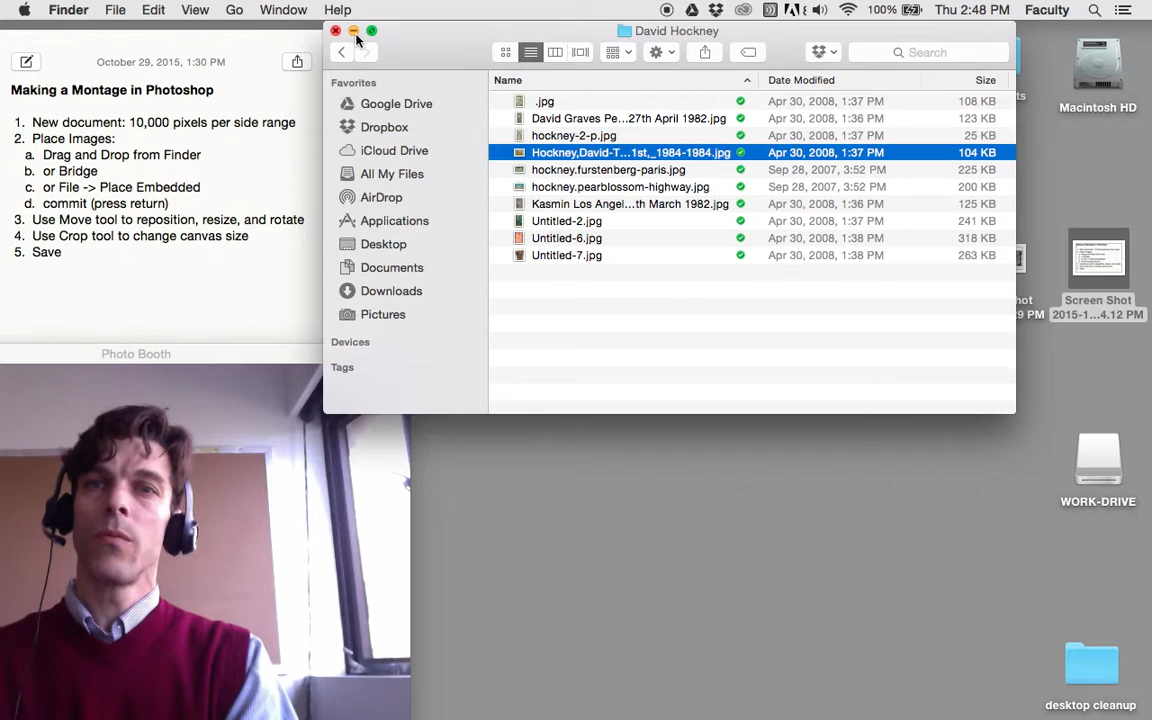 Finder File Edit View Go Window Help 100% Thu 2:48 PM Faculty
October 29, 2015, 1:30 PM
Making a Montage in Photoshop
1. New document: 10,000 pixels per side range
2. Place Images:
a. Drag and Drop from Finder
b. or Bridge
c. or File -> Place Embedded
d. commit (press return)
3. Use Move tool to reposition, resize, and rotate
4. Use Crop tool to change canvas size
5. Save
Photo Booth
David Hockney
Search
Favorites
Google Drive
Dropbox
iCloud Drive
All My Files
AirDrop
Applications
Desktop
Documents
Downloads
Pictures
Devices
Tags
Name Date Modified Size
.jpg Apr 30, 2008, 1:37 PM 108 KB
David Graves Pe...27th April 1982.jpg Apr 30, 2008, 1:36 PM 123 KB
hockney-2-p.jpg Apr 30, 2008, 1:37 PM 25 KB
Hockney,David-T...1st,_1984-1984.jpg Apr 30, 2008, 1:37 PM 104 KB
hockney.furstenberg-paris.jpg Sep 28, 2007, 3:52 PM 225 KB
hockney.pearblossom-highway.jpg Sep 28, 2007, 3:52 PM 200 KB
Kasmin Los Angel...th March 1982.jpg Apr 30, 2008, 1:36 PM 125 KB
Untitled-2.jpg Apr 30, 2008, 1:37 PM 241 KB
Untitled-6.jpg Apr 30, 2008, 1:38 PM 318 KB
Untitled-7.jpg Apr 30, 2008, 1:38 PM 263 KB
Macintosh HD
Screen Shot
2015-1...4.12 PM
WORK-DRIVE
desktop cleanup